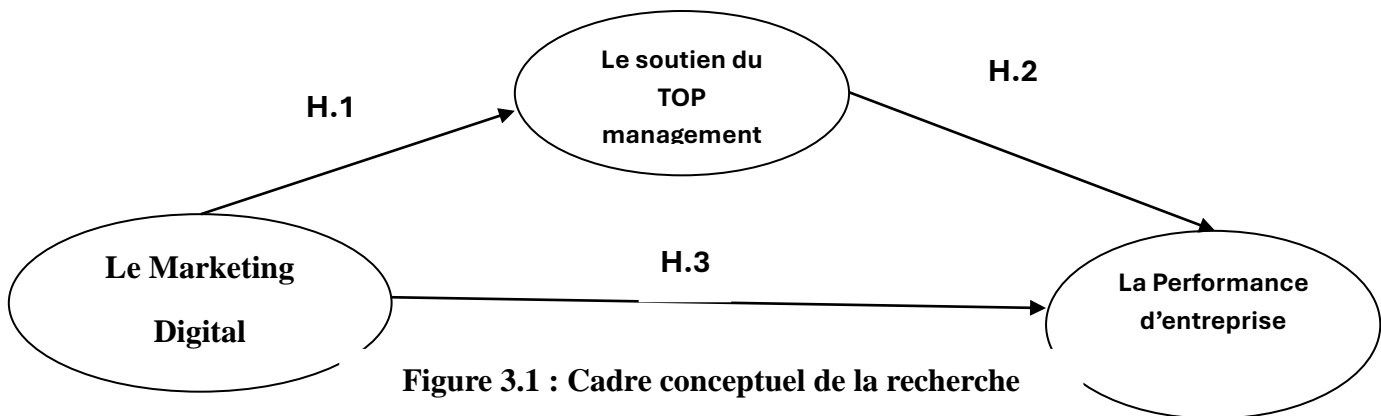 Le soutien du
TOP
management
H.2
H.1
H.3
Le Marketing
Digital
La Performance
d'entreprise
Figure 3.1 : Cadre conceptuel de la recherche